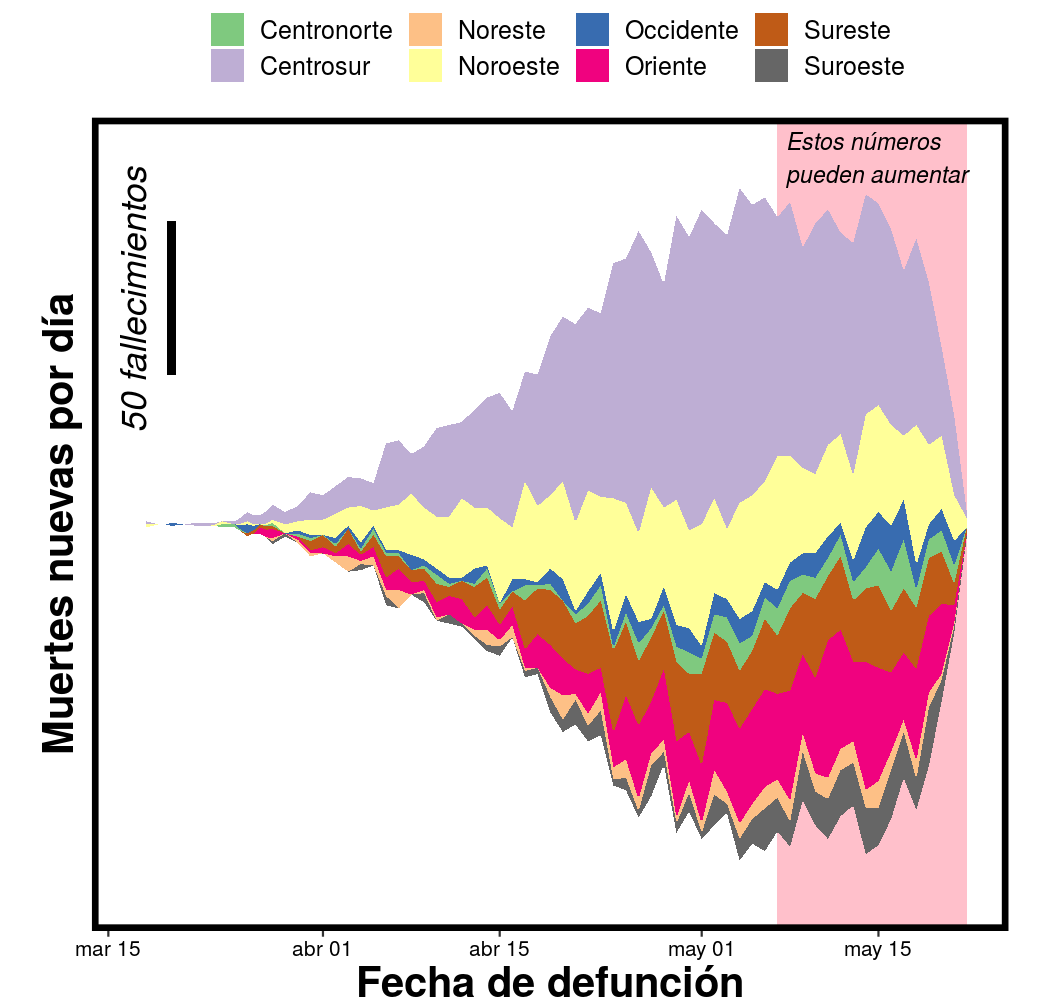 Centronorte Noreste Occidente Sureste
Centrosur Noroeste Oriente Suroeste
Estos números
pueden aumentar
50 fallecimientos
Muertes nuevas por día
mar 15 abr 01 abr 15 may 01 may 15
Fecha de defunción